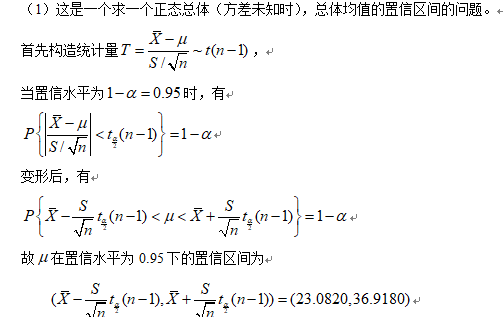 （1）这是一个求一个正态总体（方差未知时），总体均值的置信区间的问题。
首先构造统计量 $T=\dfrac{\bar{X}-\mu}{S/\sqrt{n}}\sim t(n-1)$，
当置信水平为 $1-\alpha=0.95$ 时，有
$P\left\{\left|\dfrac{\bar{X}-\mu}{S/\sqrt{n}}\right|<t_{\frac{\alpha}{2}}(n-1)\right\}=1-\alpha$
变形后，有
$P\left\{\bar{X}-\dfrac{S}{\sqrt{n}}t_{\frac{\alpha}{2}}(n-1)<\mu<\bar{X}+\dfrac{S}{\sqrt{n}}t_{\frac{\alpha}{2}}(n-1)\right\}=1-\alpha$
故 $\mu$ 在置信水平为 0.95 下的置信区间为
$(\bar{X}-\dfrac{S}{\sqrt{n}}t_{\frac{\alpha}{2}}(n-1),\bar{X}+\dfrac{S}{\sqrt{n}}t_{\frac{\alpha}{2}}(n-1))=(23.0820,36.9180)$